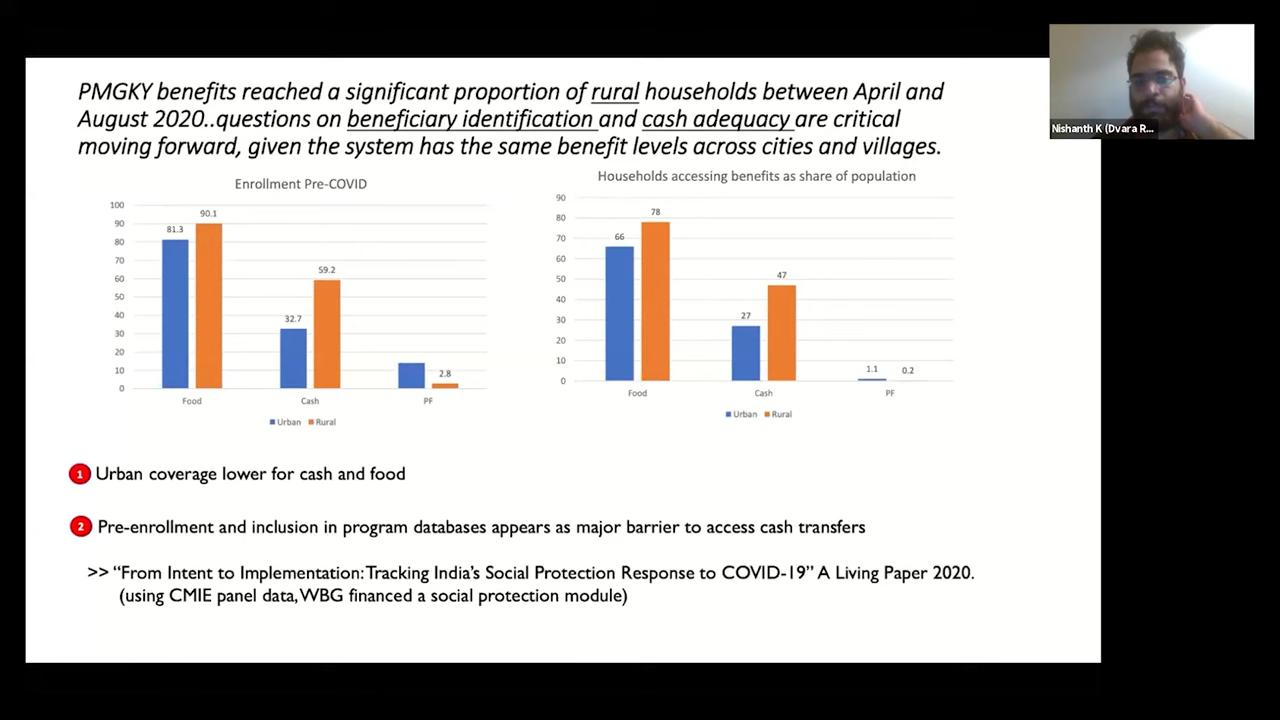 PMGKY benefits reached a significant proportion of rural households between April and
August 2020..questions on beneficiary identification and cash adequacy are critical
moving forward, given the system has the same benefit levels across cities and villages.
Nishanth K (Dvara R...
Enrollment Pre-COVID
100
90
80
70
60
50
40
30
20
10
0
81.3
90.1
32.7
59.2
2.8
Food
Cash
PF
Urban
Rural
Households accessing benefits as share of population
90
80
70
60
50
40
30
20
10
0
66
78
27
47
1.1
0.2
Food
Cash
PF
Urban
Rural
1 Urban coverage lower for cash and food
2 Pre-enrollment and inclusion in program databases appears as major barrier to access cash transfers
>> “From Intent to Implementation: Tracking India’s Social Protection Response to COVID-19” A Living Paper 2020.
(using CMIE panel data, WBG financed a social protection module)